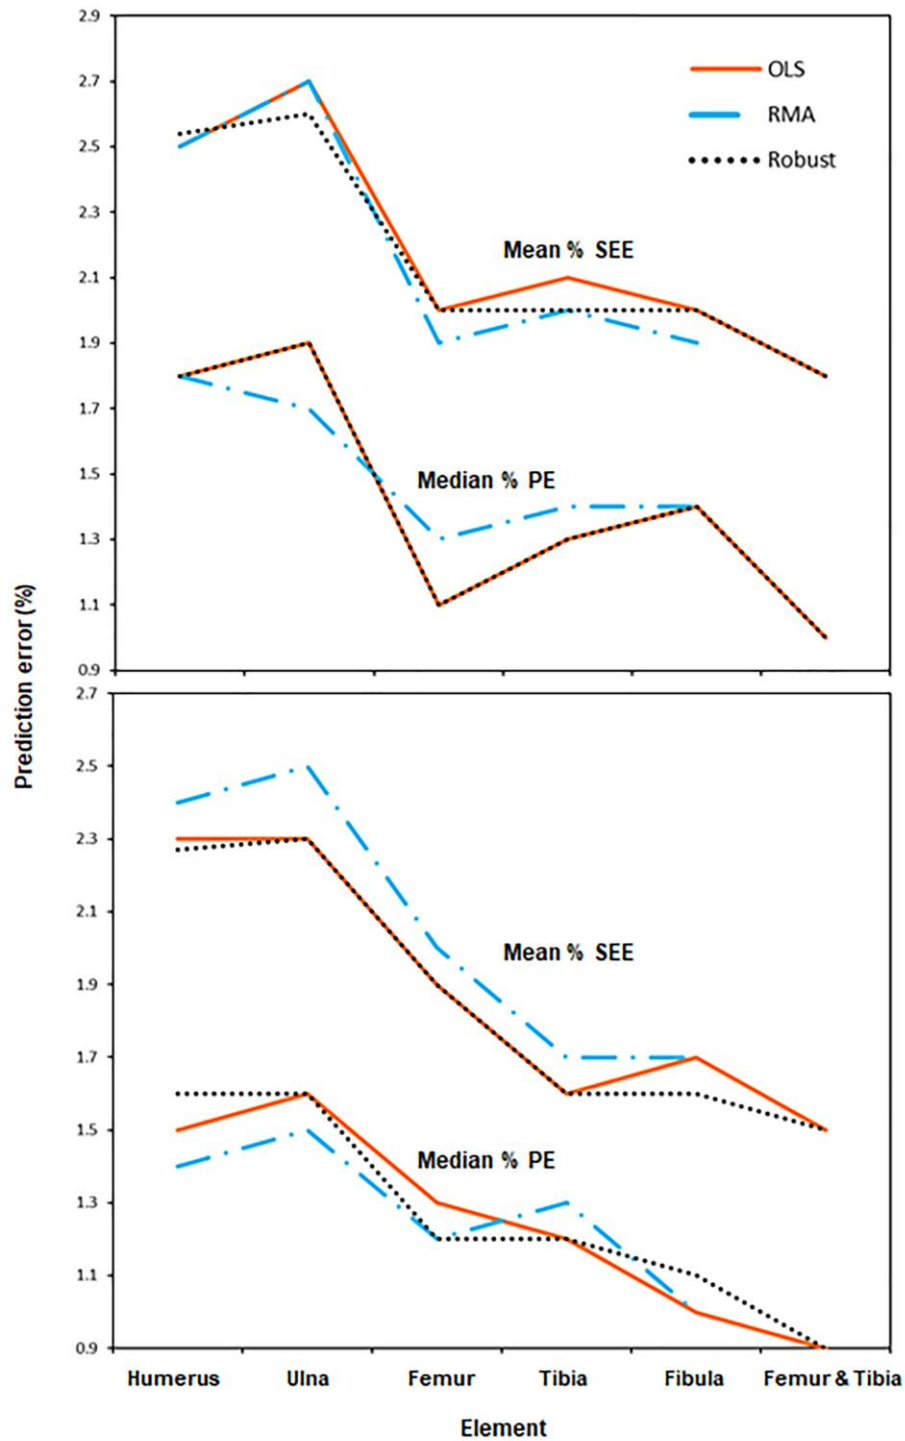 2.9
2.7
2.5
2.3
2.1
1.9
1.7
1.5
1.3
1.1
0.9
OLS
RMA
Robust
Mean % SEE
Median % PE
Prediction error (%)
2.7
2.5
2.3
2.1
1.9
1.7
1.5
1.3
1.1
0.9
Mean % SEE
Median % PE
Humerus Ulna Femur Tibia Fibula Femur & Tibia
Element